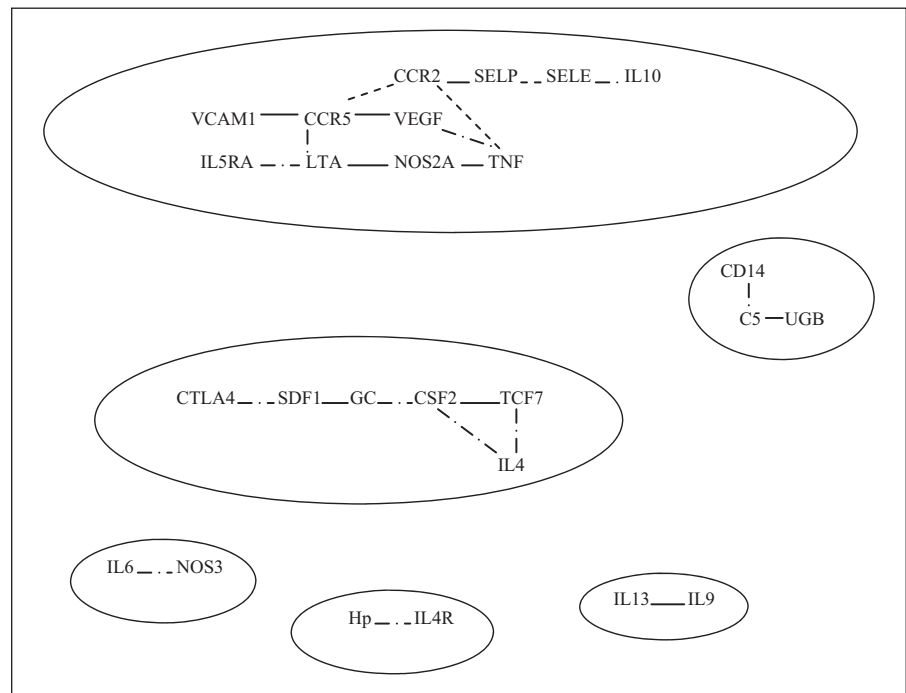 CCR2 SELP SELE IL10
VCAM1 CCR5 VEGF
IL5RA LTA NOS2A TNF
CD14
C5 UGB
CTLA4 SDF1 GC CSF2 TCF7
IL4
IL6 NOS3
Hp IL4R
IL13 IL9